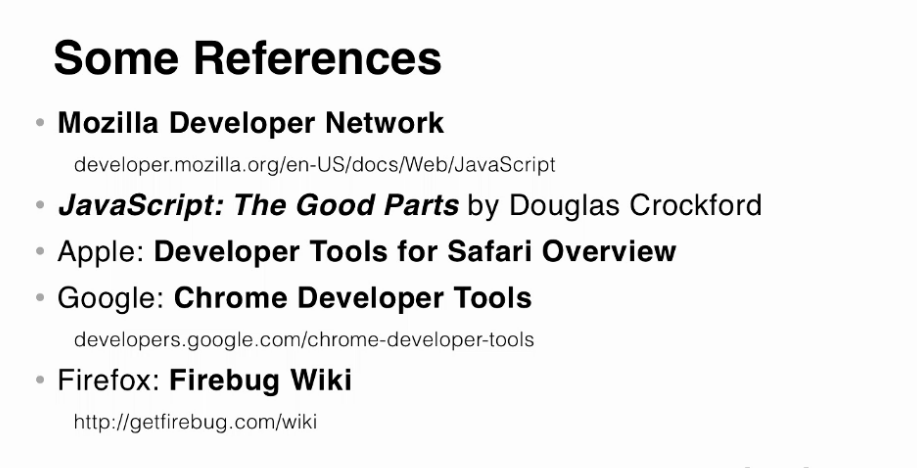 Some References
• Mozilla Developer Network
developer.mozilla.org/en-US/docs/Web/JavaScript
• JavaScript: The Good Parts by Douglas Crockford
• Apple: Developer Tools for Safari Overview
• Google: Chrome Developer Tools
developers.google.com/chrome-developer-tools
• Firefox: Firebug Wiki
http://getfirebug.com/wiki